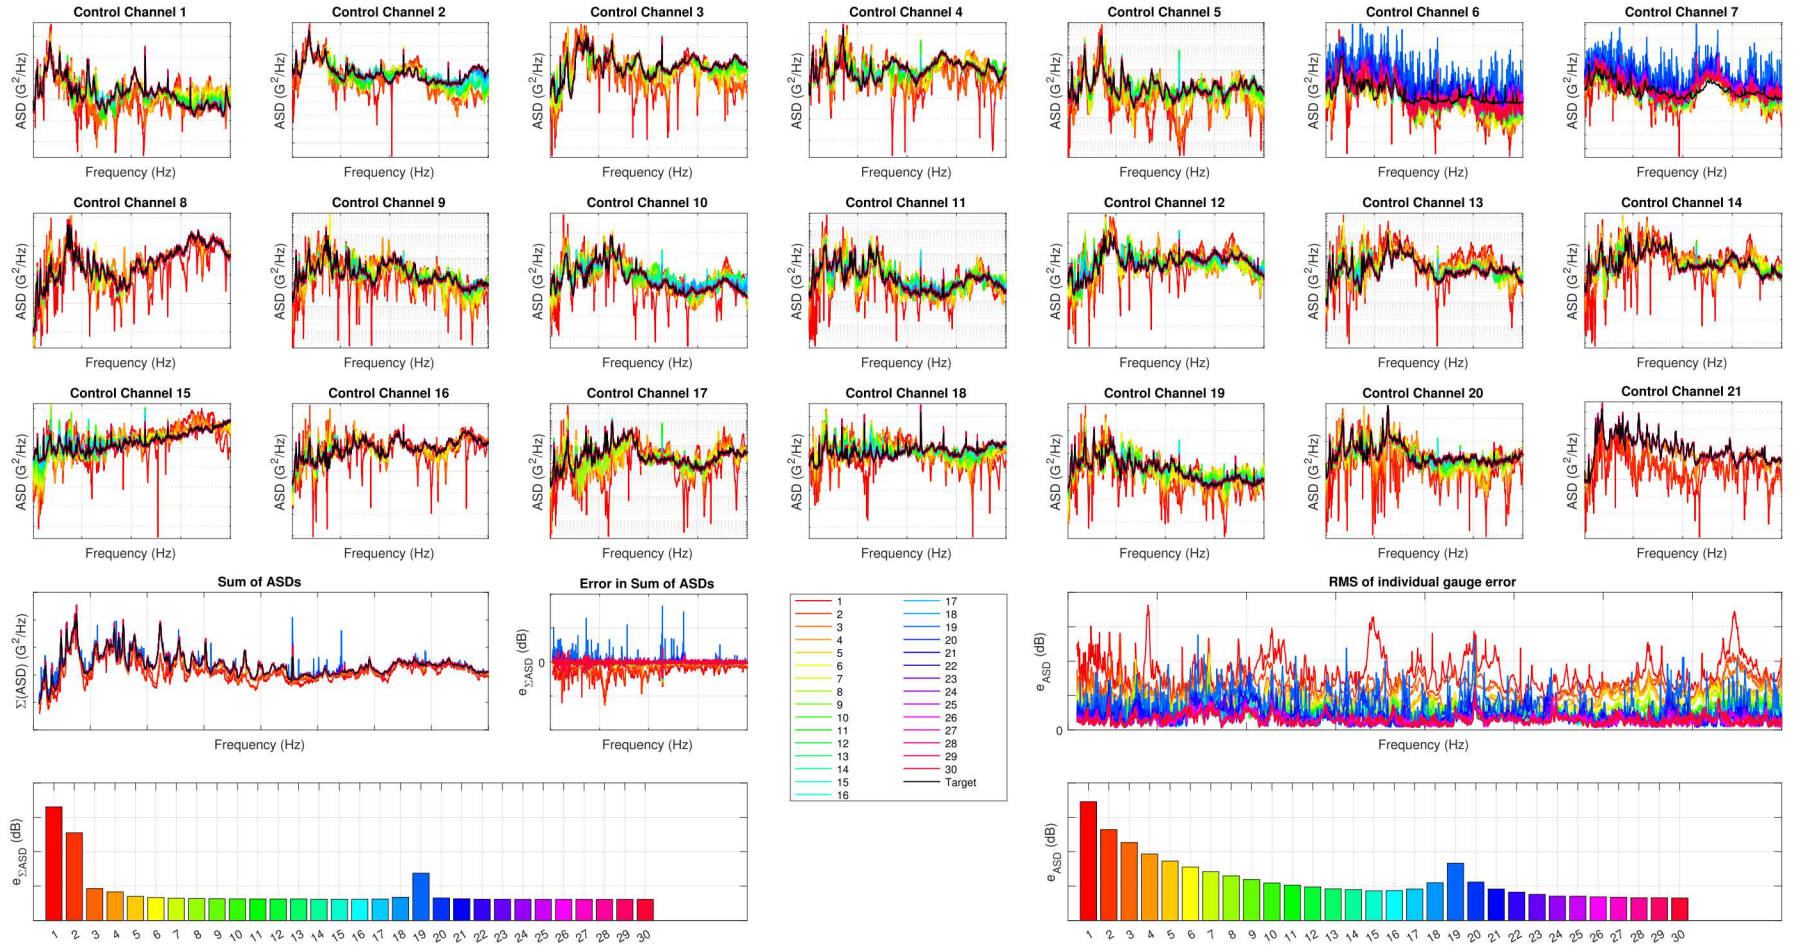 Control Channel 1
ASD (G²/Hz)
Frequency (Hz)
Control Channel 2
ASD (G²/Hz)
Frequency (Hz)
Control Channel 3
ASD (G²/Hz)
Frequency (Hz)
Control Channel 4
ASD (G²/Hz)
Frequency (Hz)
Control Channel 5
ASD (G²/Hz)
Frequency (Hz)
Control Channel 6
ASD (G²/Hz)
Frequency (Hz)
Control Channel 7
ASD (G²/Hz)
Frequency (Hz)
Control Channel 8
ASD (G²/Hz)
Frequency (Hz)
Control Channel 9
ASD (G²/Hz)
Frequency (Hz)
Control Channel 10
ASD (G²/Hz)
Frequency (Hz)
Control Channel 11
ASD (G²/Hz)
Frequency (Hz)
Control Channel 12
ASD (G²/Hz)
Frequency (Hz)
Control Channel 13
ASD (G²/Hz)
Frequency (Hz)
Control Channel 14
ASD (G²/Hz)
Frequency (Hz)
Control Channel 15
ASD (G²/Hz)
Frequency (Hz)
Control Channel 16
ASD (G²/Hz)
Frequency (Hz)
Control Channel 17
ASD (G²/Hz)
Frequency (Hz)
Control Channel 18
ASD (G²/Hz)
Frequency (Hz)
Control Channel 19
ASD (G²/Hz)
Frequency (Hz)
Control Channel 20
ASD (G²/Hz)
Frequency (Hz)
Control Channel 21
ASD (G²/Hz)
Frequency (Hz)
Sum of ASDs
Σ(ASD) (G²/Hz)
Frequency (Hz)
Error in Sum of ASDs
e_ΣASD (dB)
0
Frequency (Hz)
1
2
3
4
5
6
7
8
9
10
11
12
13
14
15
16
17
18
19
20
21
22
23
24
25
26
27
28
29
30
Target
RMS of individual gauge error
e_ASD (dB)
0
Frequency (Hz)
e_ΣASD (dB)
1 2 3 4 5 6 7 8 9 10 11 12 13 14 15 16 17 18 19 20 21 22 23 24 25 26 27 28 29 30
e_ASD (dB)
1 2 3 4 5 6 7 8 9 10 11 12 13 14 15 16 17 18 19 20 21 22 23 24 25 26 27 28 29 30